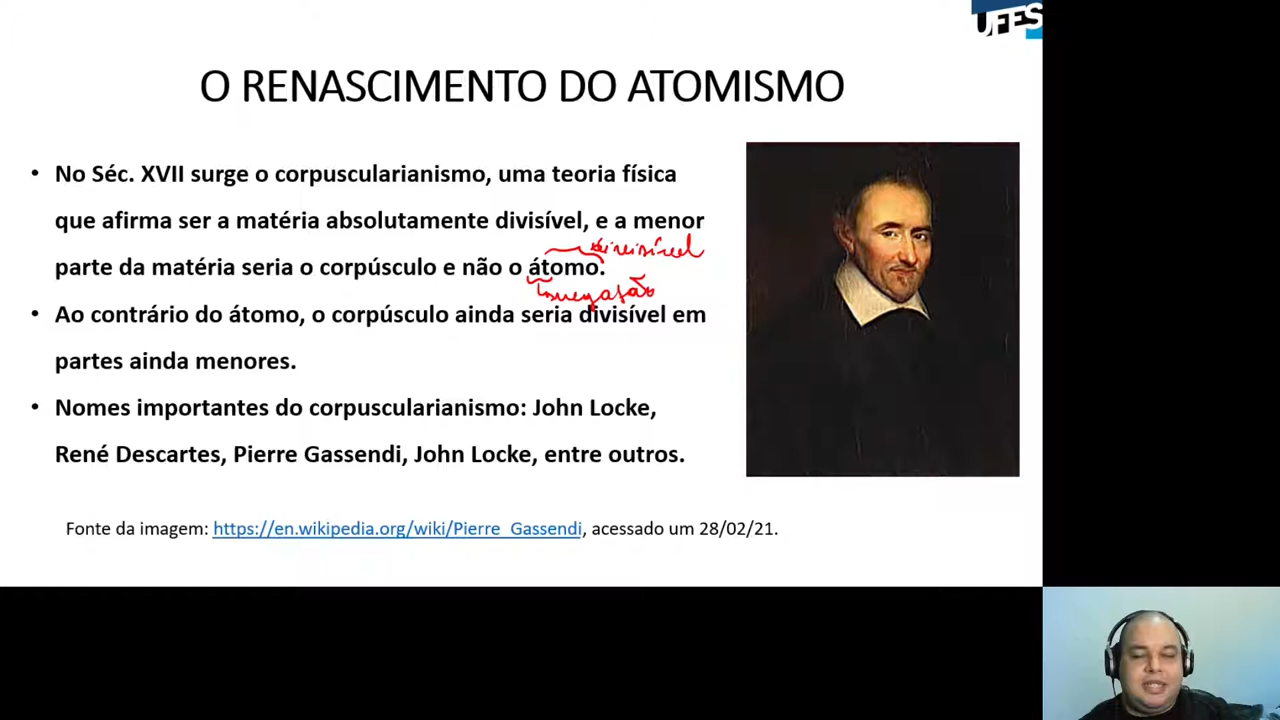 UFES
O RENASCIMENTO DO ATOMISMO
• No Séc. XVII surge o corpuscularianismo, uma teoria física
que afirma ser a matéria absolutamente divisível, e a menor
divisível
parte da matéria seria o corpúsculo e não o átomo.
negação
• Ao contrário do átomo, o corpúsculo ainda seria divisível em
partes ainda menores.
• Nomes importantes do corpuscularianismo: John Locke,
René Descartes, Pierre Gassendi, John Locke, entre outros.
Fonte da imagem: https://en.wikipedia.org/wiki/Pierre_Gassendi, acessado um 28/02/21.